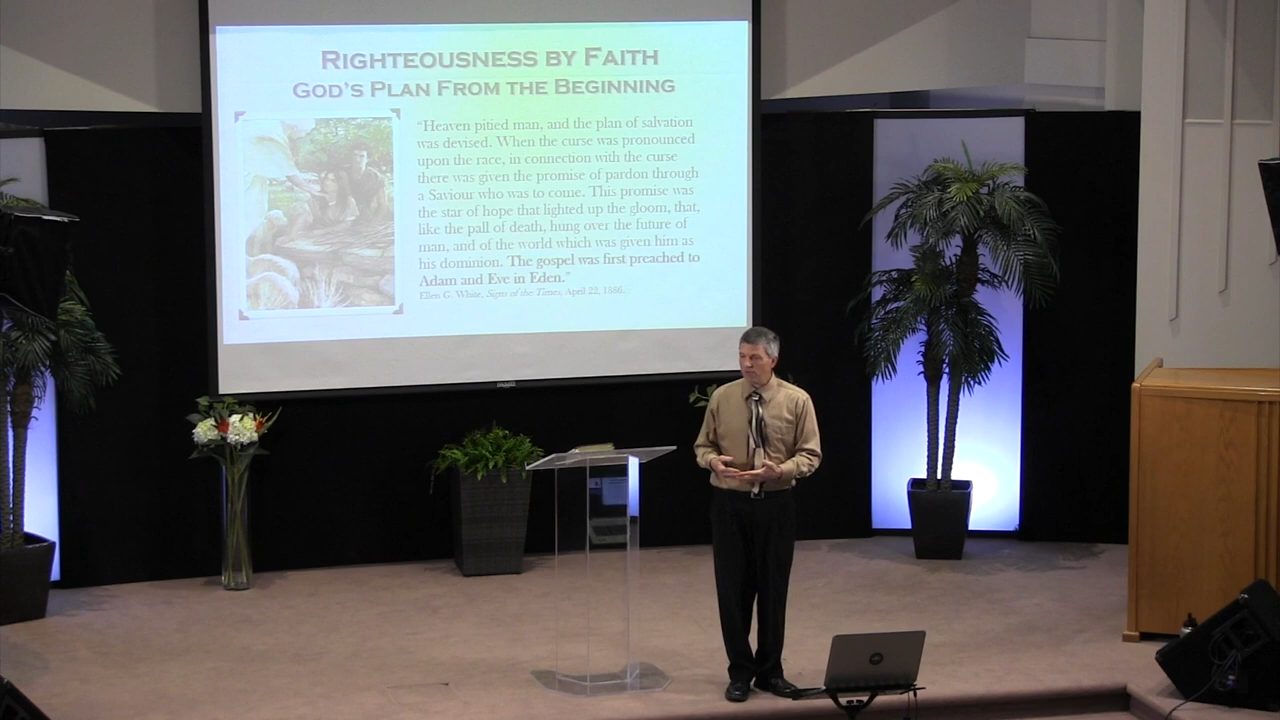 RIGHTEOUSNESS BY FAITH
GOD'S PLAN FROM THE BEGINNING
"Heaven pitied man, and the plan of salvation
was devised. When the curse was pronounced
upon the race, in connection with the curse
there was given the promise of pardon through
a Saviour who was to come. This promise was
the star of hope that lighted up the gloom, that,
like the pall of death, hung over the future of
man, and of the world which was given him as
his dominion. The gospel was first preached to
Adam and Eve in Eden."
Ellen G. White, Signs of the Times, April 22, 1886.